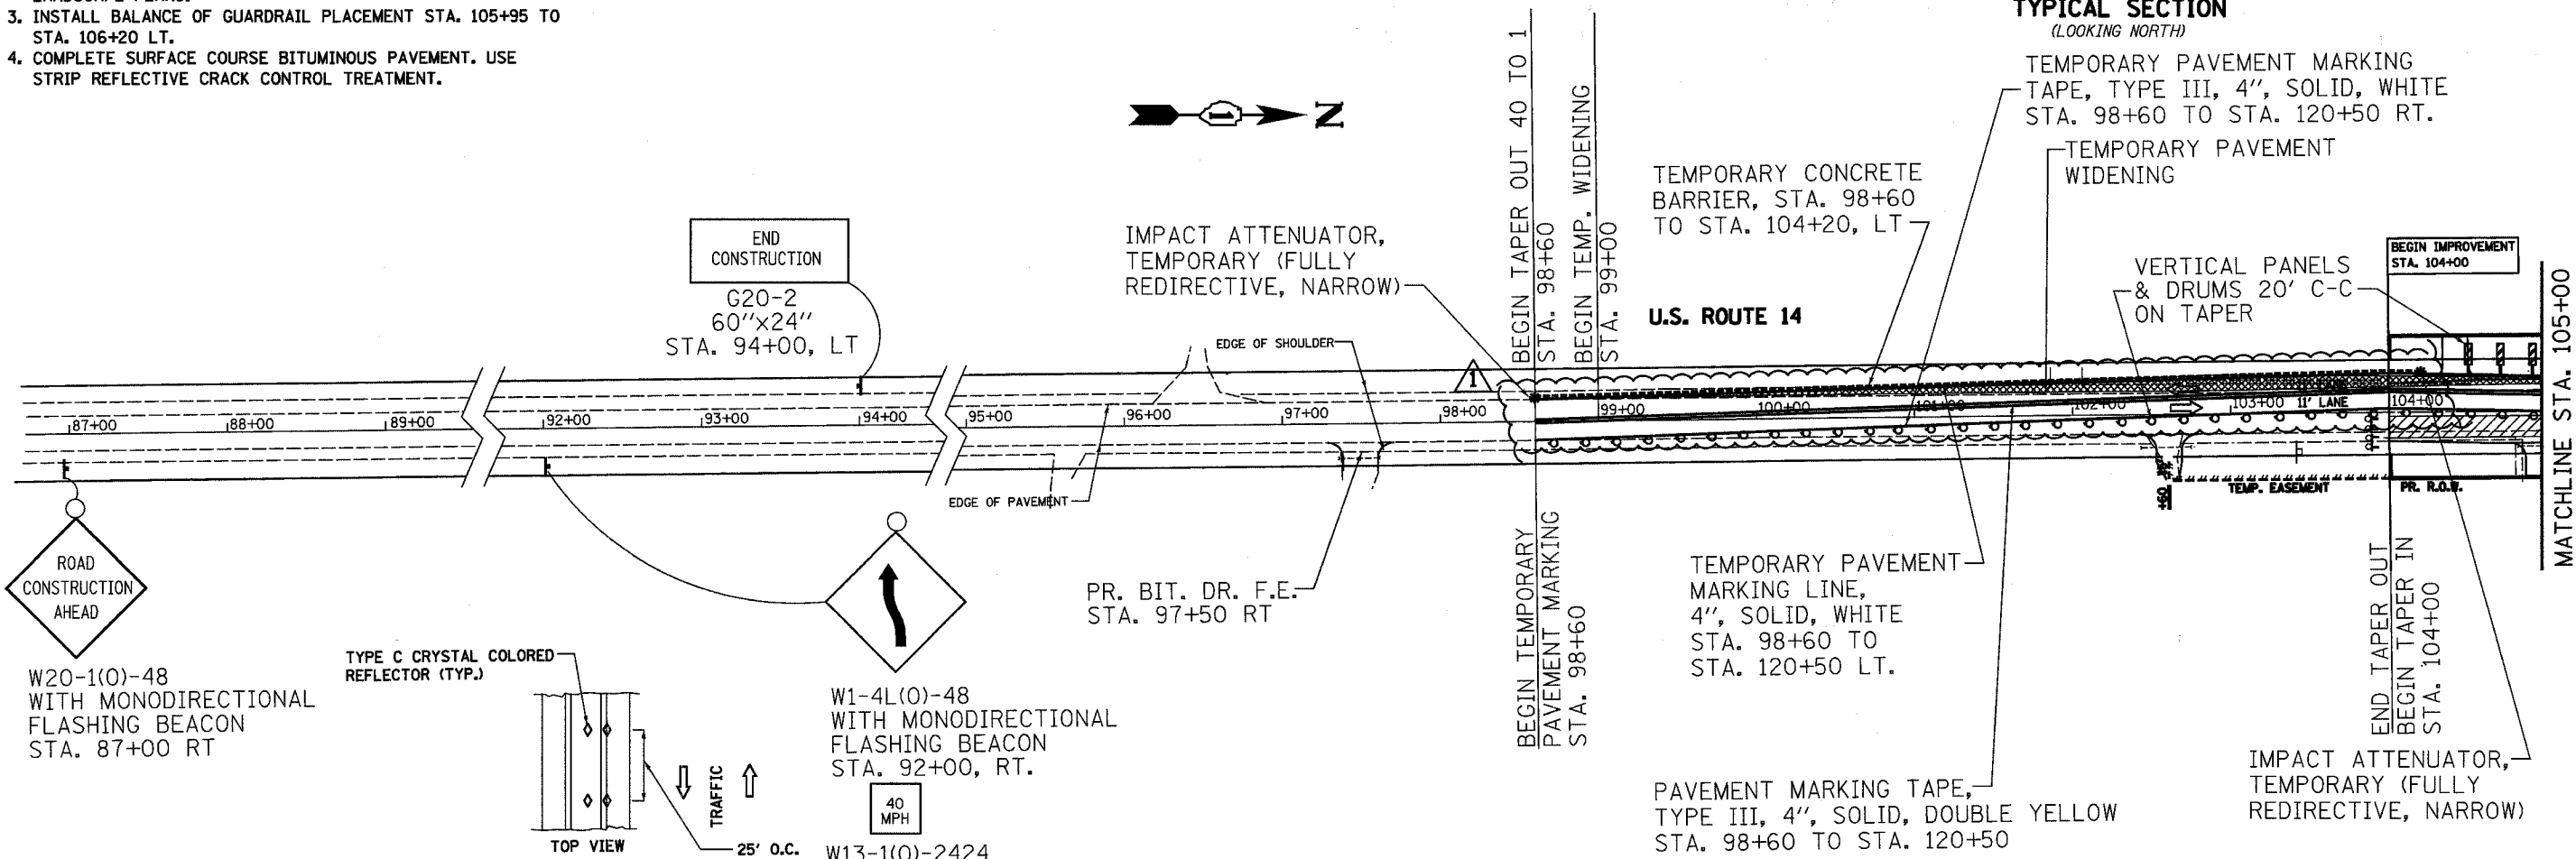 3. INSTALL BALANCE OF GUARDRAIL PLACEMENT STA. 105+95 TO
STA. 106+20 LT.
4. COMPLETE SURFACE COURSE BITUMINOUS PAVEMENT. USE
STRIP REFLECTIVE CRACK CONTROL TREATMENT.
TYPICAL SECTION
(LOOKING NORTH)
TEMPORARY PAVEMENT MARKING
TAPE, TYPE III, 4", SOLID, WHITE
STA. 98+60 TO STA. 120+50 RT.
TEMPORARY PAVEMENT
WIDENING
1
N
TEMPORARY CONCRETE
BARRIER, STA. 98+60
TO STA. 104+20, LT
BEGIN TAPER OUT 40 TO 1
STA. 98+60
BEGIN TEMP. WIDENING
STA. 99+00
END
CONSTRUCTION
G20-2
60"x24"
STA. 94+00, LT
IMPACT ATTENUATOR,
TEMPORARY (FULLY
REDIRECTIVE, NARROW)
U.S. ROUTE 14
VERTICAL PANELS
& DRUMS 20' C-C
ON TAPER
BEGIN IMPROVEMENT
STA. 104+00
MATCHLINE STA. 105+00
EDGE OF SHOULDER
1
87+00
88+00
89+00
92+00
93+00
94+00
95+00
96+00
97+00
98+00
99+00
100+00
101+00
102+00
103+00
11' LANE
104+00
EDGE OF PAVEMENT
+60
TEMP. EASEMENT
PR. R.O.W.
ROAD
CONSTRUCTION
AHEAD
W20-1(O)-48
WITH MONODIRECTIONAL
FLASHING BEACON
STA. 87+00 RT
TYPE C CRYSTAL COLORED
REFLECTOR (TYP.)
TRAFFIC
TOP VIEW
25' O.C.
W1-4L(O)-48
WITH MONODIRECTIONAL
FLASHING BEACON
STA. 92+00, RT.
40
MPH
W13-1(O)-2424
PR. BIT. DR. F.E.
STA. 97+50 RT
BEGIN TEMPORARY
PAVEMENT MARKING
STA. 98+60
TEMPORARY PAVEMENT
MARKING LINE,
4", SOLID, WHITE
STA. 98+60 TO
STA. 120+50 LT.
PAVEMENT MARKING TAPE,
TYPE III, 4", SOLID, DOUBLE YELLOW
STA. 98+60 TO STA. 120+50
END TAPER OUT
BEGIN TAPER IN
STA. 104+00
IMPACT ATTENUATOR,
TEMPORARY (FULLY
REDIRECTIVE, NARROW)